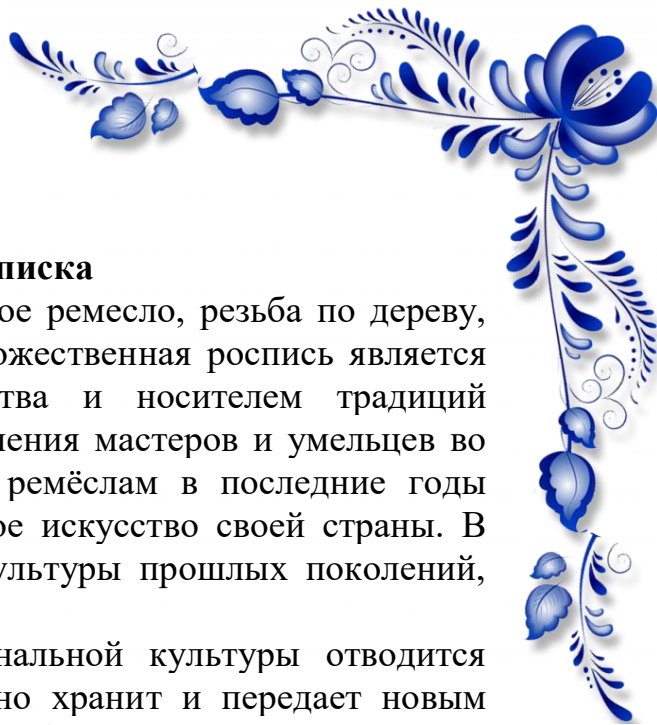 писка
ое ремесло, резьба по дереву,
ожественная роспись является
тва и носителем традиций
ления мастеров и умельцев во
ремёслам в последние годы
ое искусство своей страны. В
ультуры прошлых поколений,
нальной культуры отводится
но хранит и передает новым